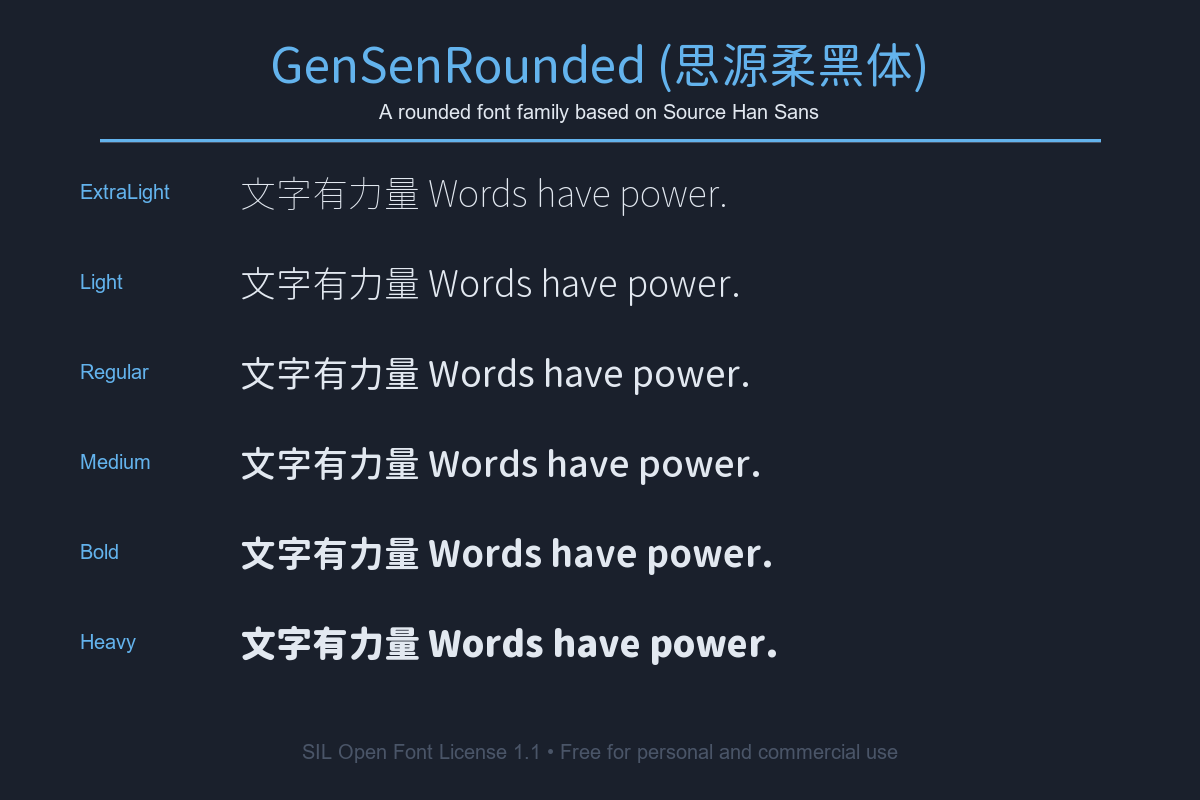 GenSenRounded (思源柔黑体)
A rounded font family based on Source Han Sans
ExtraLight 文字有力量 Words have power.
Light 文字有力量 Words have power.
Regular 文字有力量 Words have power.
Medium 文字有力量 Words have power.
Bold 文字有力量 Words have power.
Heavy 文字有力量 Words have power.
SIL Open Font License 1.1 • Free for personal and commercial use